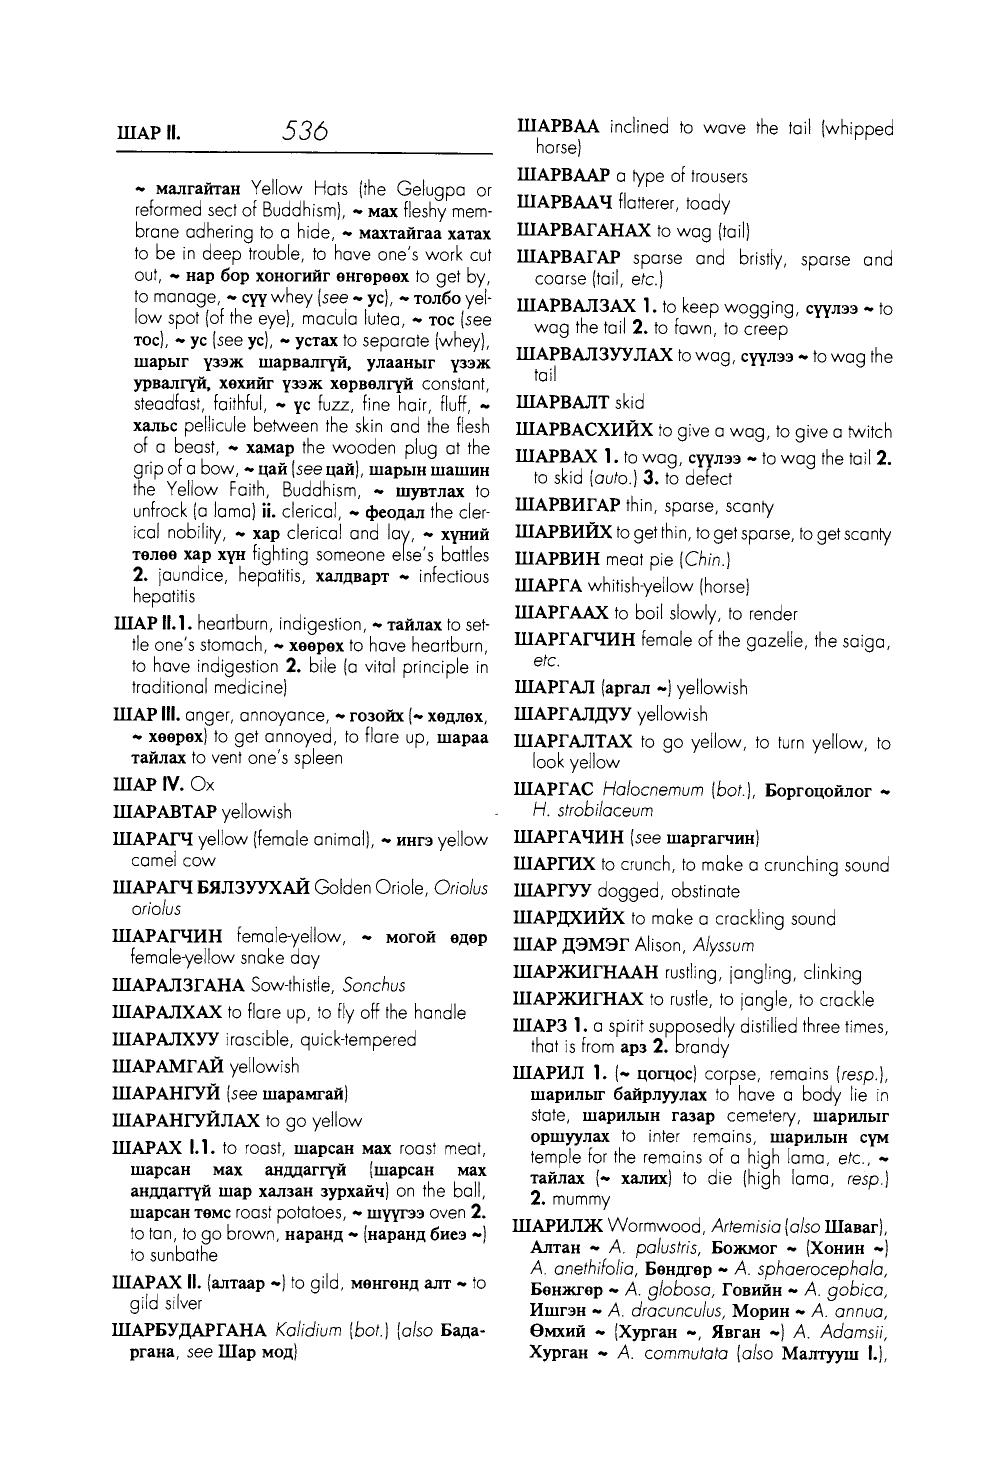 ШАР II. 536
~ малгайтан Yellow Hats (the Gelugpa or
reformed sect of Buddhism), ~ мах fleshy mem-
brane adhering to a hide, ~ махтайгаа хатах
to be in deep trouble, to have one's work cut
out, ~ нар бор хоногийг өнгөрөөх to get by,
to manage, ~ сүү whey (see ~ ус), ~ толбо yel-
low spot (of the eye), macula lutea, ~ тос (see
тос), ~ ус (see ус), ~ устах to separate (whey),
шарыг үзэж шарвалгүй, улааныг үзэж
урвалгүй, хөхийг үзэж хөрвөлгүй constant,
steadfast, faithful, ~ үс fuzz, fine hair, fluff, ~
хальс pellicule between the skin and the flesh
of a beast, ~ хамар the wooden plug at the
grip of a bow, ~ цай (see цай), шарын шашин
the Yellow Faith, Buddhism, ~ шувтлах to
unfrock (a lama) ii. clerical, ~ феодал the cler-
ical nobility, ~ хар clerical and lay, ~ хүний
төлөө хар хүн fighting someone else's battles
2. jaundice, hepatitis, халдварт ~ infectious
hepatitis
ШАР II.1. heartburn, indigestion, ~ тайлах to set-
tle one's stomach, ~ хөөрөх to have heartburn,
to have indigestion 2. bile (a vital principle in
traditional medicine)
ШАР III. anger, annoyance, ~ гозойх (~ хөдлөх,
~ хөөрөх) to get annoyed, to flare up, шараа
тайлах to vent one's spleen
ШАР IV. Ox
ШАРАВТАР yellowish
ШАРАГЧ yellow (female animal), ~ ингэ yellow
camel cow
ШАРАГЧ БЯЛЗУУХАЙ Golden Oriole, Oriolus
oriolus
ШАРАГЧИН female-yellow, ~ могой өдөр
female-yellow snake day
ШАРАЛЗГАНА Sow-thistle, Sonchus
ШАРАЛХАХ to flare up, to fly off the handle
ШАРАЛХУУ irascible, quick-tempered
ШАРАМГАЙ yellowish
ШАРАНГУЙ (see шарамгай)
ШАРАНГУЙЛАХ to go yellow
ШАРАХ I.1. to roast, шарсан мах roast meat,
шарсан мах анддаггүй (шарсан мах
анддаггүй шар халзан зурхайч) on the ball,
шарсан төмс roast potatoes, ~ шүүгээ oven 2.
to tan, to go brown, наранд ~ (наранд биеэ ~)
to sunbathe
ШАРАХ II. (алтаар ~) to gild, мөнгөнд алт ~ to
gild silver
ШАРБУДАРГАНА Kalidium (bot.) (also Бада-
ргана, see Шар мод)
ШАРВАА inclined to wave the tail (whipped
horse)
ШАРВААР a type of trousers
ШАРВААЧ flatterer, toady
ШАРВАГАНАХ to wag (tail)
ШАРВАГАР sparse and bristly, sparse and
coarse (tail, etc.)
ШАРВАЛЗАХ 1. to keep wogging, сүүлээ ~ to
wag the tail 2. to fawn, to creep
ШАРВАЛЗУУЛАХ to wag, сүүлээ ~ to wag the
tail
ШАРВАЛТ skid
ШАРВАСХИЙХ to give a wag, to give a twitch
ШАРВАХ 1. to wag, сүүлээ ~ to wag the tail 2.
to skid (auto.) 3. to defect
ШАРВИГАР thin, sparse, scanty
ШАРВИЙХ to get thin, to get sparse, to get scanty
ШАРВИН meat pie (Chin.)
ШАРГА whitish-yellow (horse)
ШАРГААХ to boil slowly, to render
ШАРГАГЧИН female of the gazelle, the saiga,
etc.
ШАРГАЛ (аргал ~) yellowish
ШАРГАЛДУУ yellowish
ШАРГАЛТАХ to go yellow, to turn yellow, to
look yellow
ШАРГАС Halocnemum (bot.), Боргоцойлог ~
H. strobilaceum
ШАРГАЧИН (see шаргагчин)
ШАРГИХ to crunch, to make a crunching sound
ШАРГУУ dogged, obstinate
ШАРДХИЙХ to make a crackling sound
ШАР ДЭМЭГ Alison, Alyssum
ШАРЖИГНААН rustling, jangling, clinking
ШАРЖИГНАХ to rustle, to jangle, to crackle
ШАРЗ 1. a spirit supposedly distilled three times,
that is from арз 2. brandy
ШАРИЛ 1. (~ цогцос) corpse, remains (resp.),
шарилыг байрлуулах to have a body lie in
state, шарилын газар cemetery, шарилыг
оршуулах to inter remains, шарилын сүм
temple for the remains of a high lama, etc., ~
тайлах (~ халих) to die (high lama, resp.)
2. mummy
ШАРИЛЖ Wormwood, Artemisia (also Шаваг),
Алтан ~ A. palustris, Божмог ~ (Хонин ~)
A. anethifolia, Бөндгөр ~ A. sphaerocephala,
Бөнжгөр ~ A. globosa, Говийн ~ A. gobica,
Ишгэн ~ A. dracunculus, Морин ~ A. annua,
Өмхий ~ (Хурган ~, Явган ~) A. Adamsii,
Хурган ~ A. commutata (also Малтууш I.),